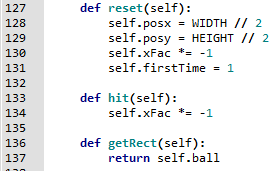 127 def reset(self):
128 self.posx = WIDTH // 2
129 self.posy = HEIGHT // 2
130 self.xFac *= -1
131 self.firstTime = 1
132
133 def hit(self):
134 self.xFac *= -1
135
136 def getRect(self):
137 return self.ball